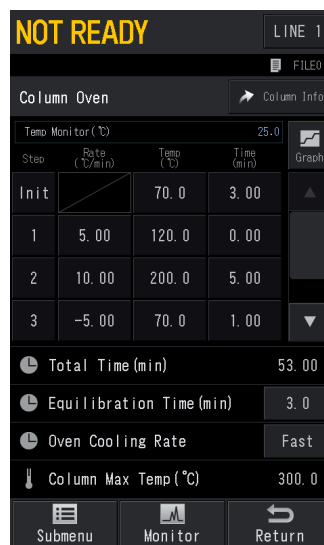 NOT READY LINE 1
FILE0
Column Oven Column Info
Temp Monitor(℃) 25.0
Step Rate (℃/min) Temp (℃) Time (min) Graph
Init 70.0 3.00
1 5.00 120.0 0.00
2 10.00 200.0 5.00
3 -5.00 70.0 1.00
Total Time(min) 53.00
Equilibration Time(min) 3.0
Oven Cooling Rate Fast
Column Max Temp(℃) 300.0
Submenu Monitor Return